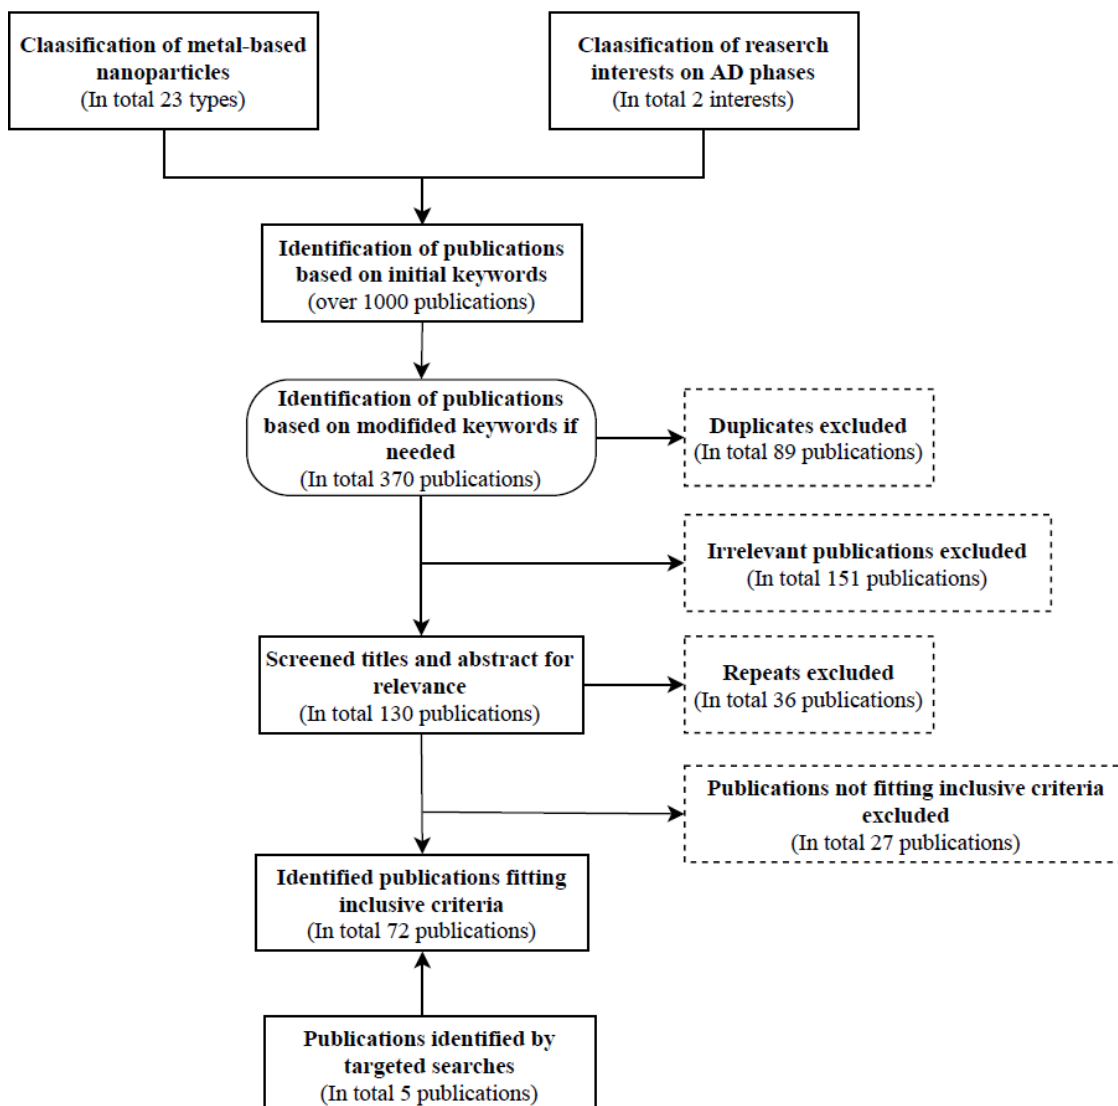 Claasification of metal-based
nanoparticles
(In total 23 types)
Claasification of reaserch
interests on AD phases
(In total 2 interests)
Identification of publications
based on initial keywords
(over 1000 publications)
Identification of publications
based on modifided keywords if
needed
(In total 370 publications)
Duplicates excluded
(In total 89 publications)
Irrelevant publications excluded
(In total 151 publications)
Screened titles and abstract for
relevance
(In total 130 publications)
Repeats excluded
(In total 36 publications)
Publications not fitting inclusive criteria
excluded
(In total 27 publications)
Identified publications fitting
inclusive criteria
(In total 72 publications)
Publications identified by
targeted searches
(In total 5 publications)